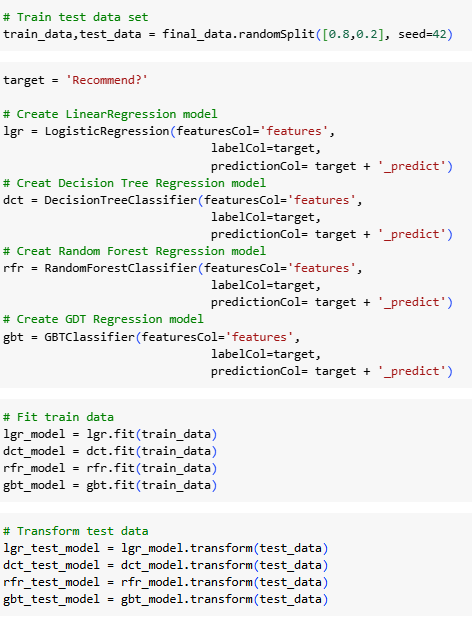 # Train test data set
train_data,test_data = final_data.randomSplit([0.8,0.2], seed=42)
target = 'Recommend?'
# Create LinearRegression model
lgr = LogisticRegression(featuresCol='features',
labelCol=target,
predictionCol= target + '_predict')
# Creat Decision Tree Regression model
dct = DecisionTreeClassifier(featuresCol='features',
labelCol=target,
predictionCol= target + '_predict')
# Creat Random Forest Regression model
rfr = RandomForestClassifier(featuresCol='features',
labelCol=target,
predictionCol= target + '_predict')
# Create GDT Regression model
gbt = GBTClassifier(featuresCol='features',
labelCol=target,
predictionCol= target + '_predict')
# Fit train data
lgr_model = lgr.fit(train_data)
dct_model = dct.fit(train_data)
rfr_model = rfr.fit(train_data)
gbt_model = gbt.fit(train_data)
# Transform test data
lgr_test_model = lgr_model.transform(test_data)
dct_test_model = dct_model.transform(test_data)
rfr_test_model = rfr_model.transform(test_data)
gbt_test_model = gbt_model.transform(test_data)